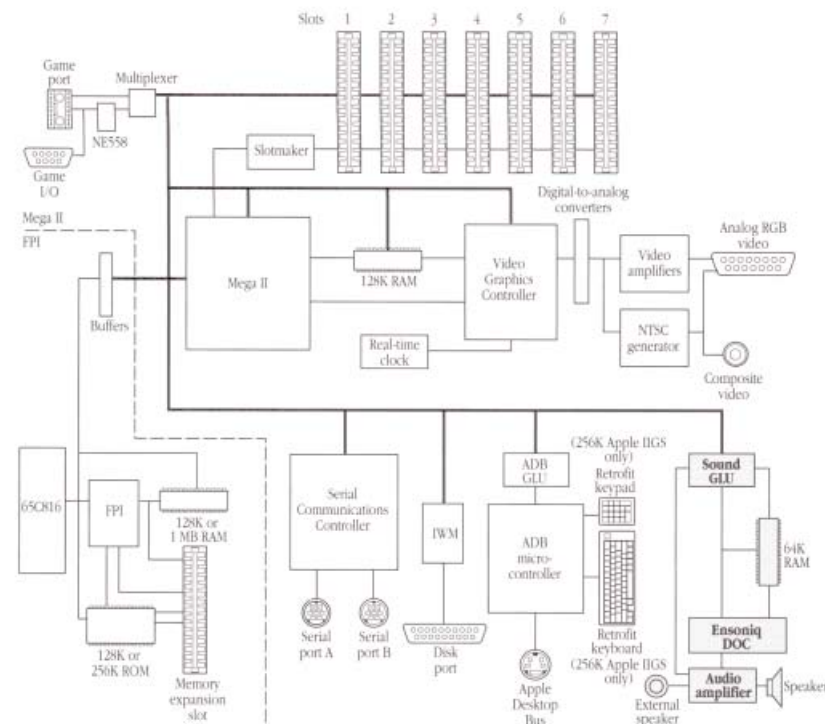 Slots 1 2 3 4 5 6 7
Game
port
Multiplexer
NE558
Game
I/O
Slotmaker
Mega II
FPI
Digital-to-analog
converters
Analog RGB
video
Mega II
128K RAM
Video
Graphics
Controller
Video
amplifiers
Buffers
Real-time
clock
NTSC
generator
Composite
video
65C816
FPI
128K or
1 MB RAM
128K or
256K ROM
Memory
expansion
slot
Serial
Communications
Controller
Serial
port A
Serial
port B
IWM
Disk
port
ADB
GLU
ADB
micro-
controller
Apple
Desktop
Bus
(256K Apple IIGS
only)
Retrofit
keypad
Retrofit
keyboard
(256K Apple IIGS
only)
Sound
GLU
64K
RAM
Ensoniq
DOC
Audio
amplifier
Speaker
External
speaker